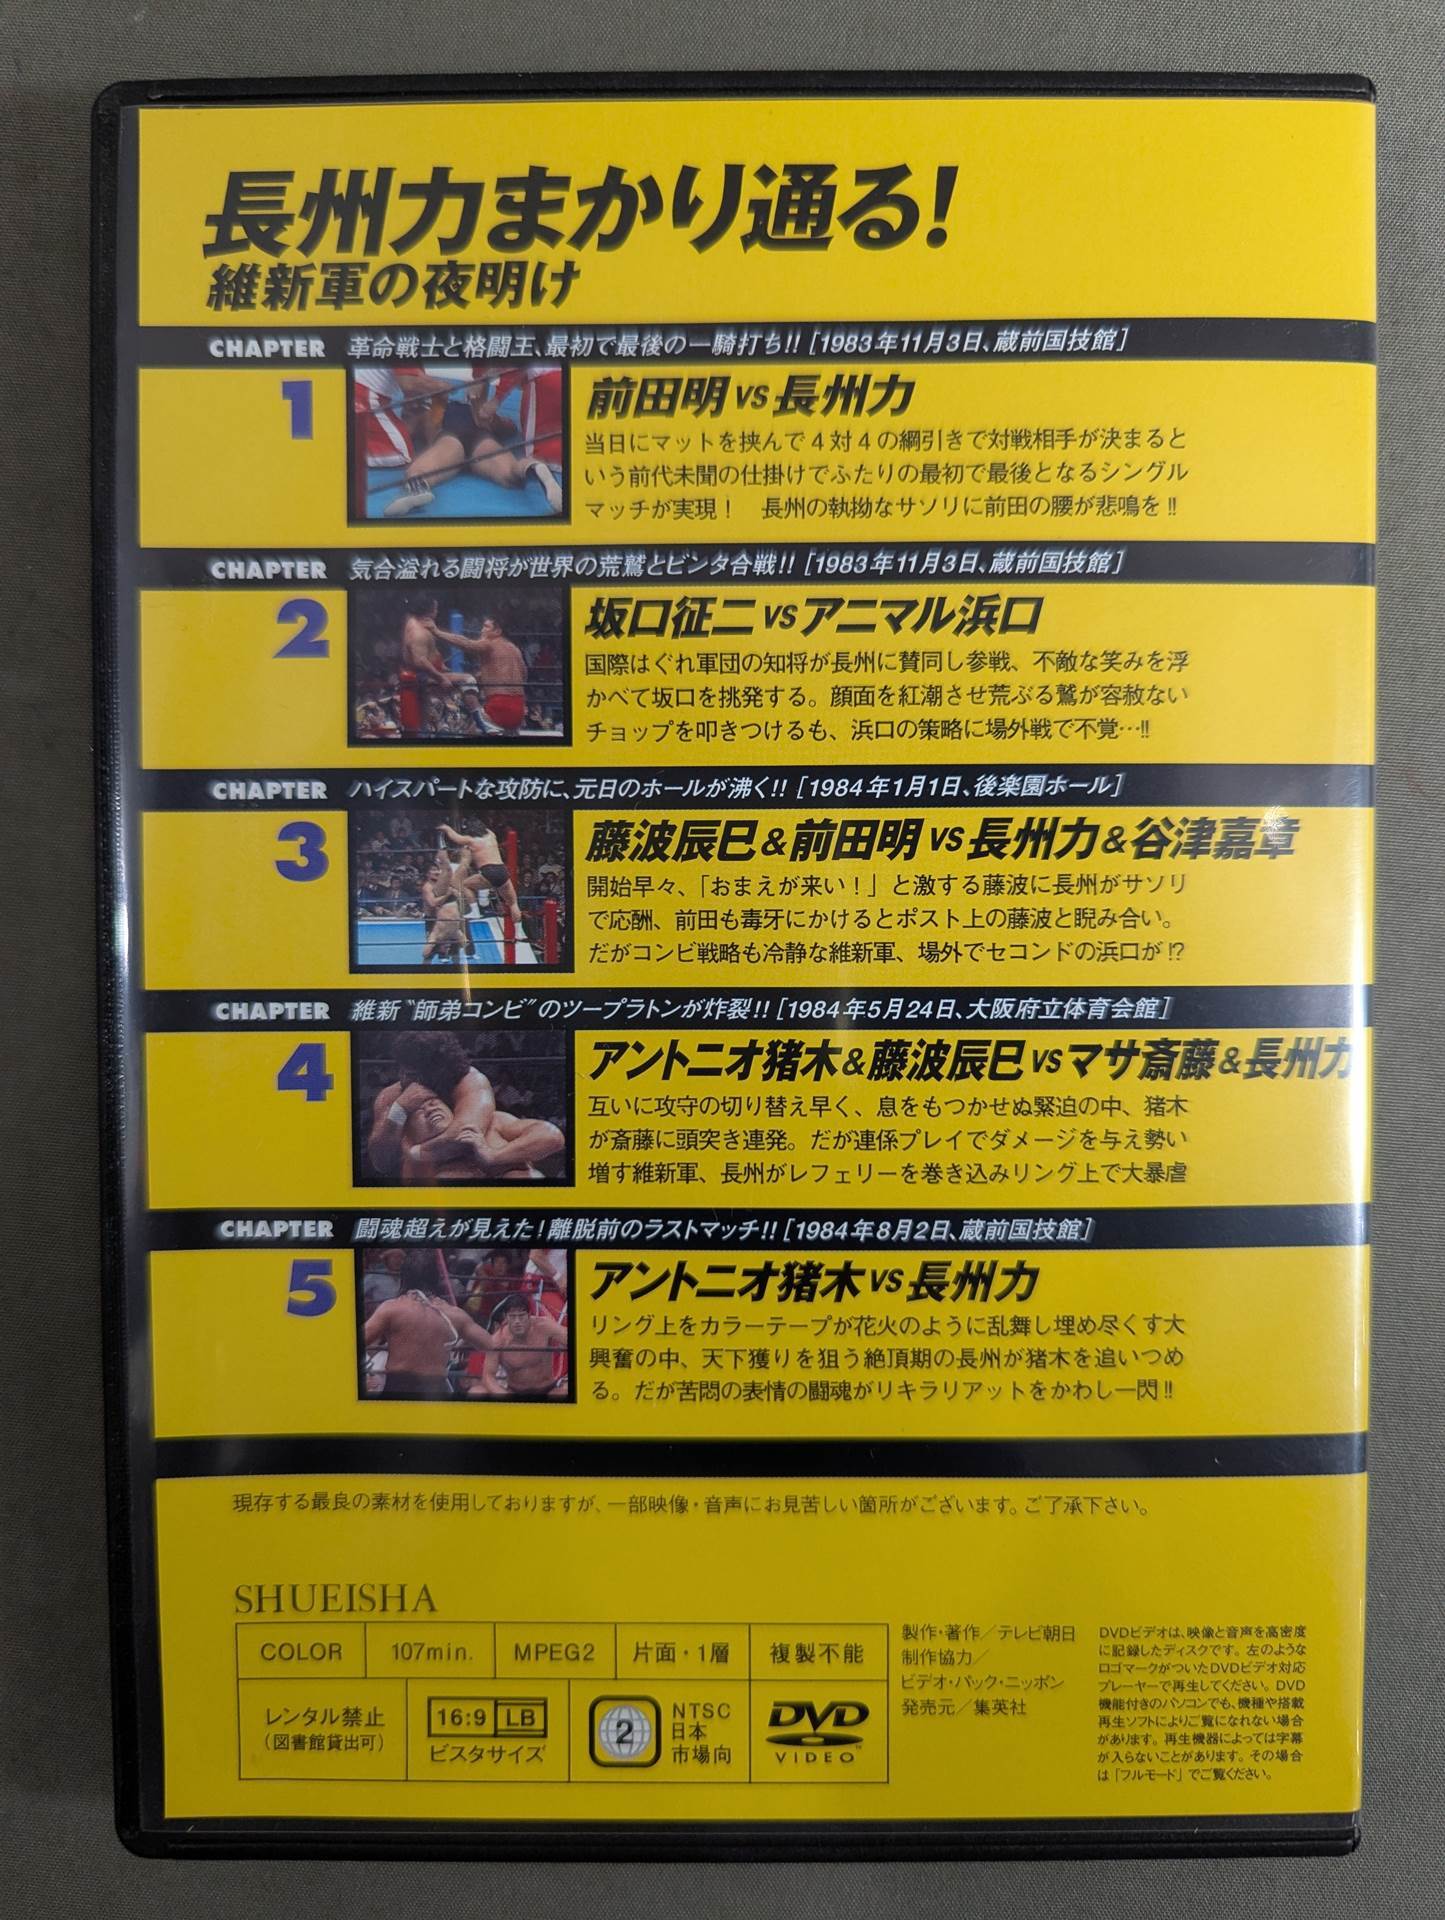 長州力まかり通る!
維新軍の夜明け
CHAPTER 革命戦士と格闘王、最初で最後の一騎打ち!! [1983年11月3日、蔵前国技館]
1
前田明 vs 長州力
当日にマットを挟んで4対4の綱引きで対戦相手が決まると
いう前代未聞の仕掛けでふたりの最初で最後となるシングル
マッチが実現! 長州の執拗なサソリに前田の腰が悲鳴を!!
CHAPTER 気合溢れる闘将が世界の荒鷲とビンタ合戦!! [1983年11月3日、蔵前国技館]
2
坂口征二 vs アニマル浜口
国際はぐれ軍団の知将が長州に賛同し参戦、不敵な笑みを浮
かべて坂口を挑発する。顔面を紅潮させ荒ぶる鷲が容赦ない
チョップを叩きつけるも、浜口の策略に場外戦で不覚…!!
CHAPTER ハイスパートな攻防に、元日のホールが沸く!! [1984年1月1日、後楽園ホール]
3
藤波辰巳&前田明 vs 長州力&谷津嘉章
開始早々、「おまえが来い!」と激する藤波に長州がサソリ
で応酬、前田も毒牙にかけるとポスト上の藤波と睨み合い。
だがコンビ戦略も冷静な維新軍、場外でセコンドの浜口が!?
CHAPTER 維新“師弟コンビ”のツープラトンが炸裂!! [1984年5月24日、大阪府立体育会館]
4
アントニオ猪木&藤波辰巳 vs マサ斎藤&長州力
互いに攻守の切り替え早く、息をもつかせぬ緊迫の中、猪木
が斎藤に頭突き連発。だが連係プレイでダメージを与え勢い
増す維新軍、長州がレフェリーを巻き込みリング上で大暴虐
CHAPTER 闘魂超えが見えた!離脱前のラストマッチ!! [1984年8月2日、蔵前国技館]
5
アントニオ猪木 vs 長州力
リング上をカラーテープが花火のように乱舞し埋め尽くす大
興奮の中、天下獲りを狙う絶頂期の長州が猪木を追いつめ
る。だが苦悶の表情の闘魂がリキラリアットをかわし一閃!!
現存する最良の素材を使用しておりますが、一部映像・音声にお見苦しい箇所がございます。ご了承下さい。
SHUEISHA
COLOR 107min. MPEG2 片面・1層 複製不能
レンタル禁止
(図書館貸出可)
16:9 LB
ビスタサイズ
2
NTSC
日本
市場向
DVD
VIDEO
製作・著作/テレビ朝日
制作協力/
ビデオ・パック・ニッポン
発売元/集英社
DVDビデオは、映像と音声を高密度
に記録したディスクです。左のような
ロゴマークがついたDVDビデオ対応
プレーヤーで再生してください。DVD
機能付きのパソコンでも、機種や搭載
再生ソフトによりご覧になれない場合
があります。再生機器によっては字幕
が入らないことがあります。その場合
は「フルモード」でご覧ください。